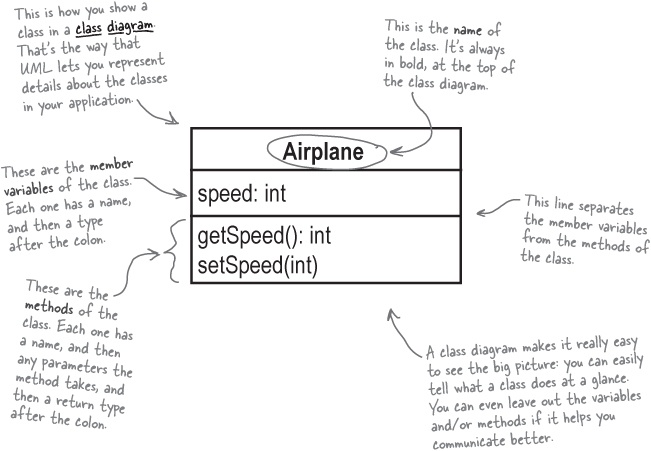 This is how you show a
class in a class diagram.
That's the way that
UML lets you represent
details about the classes
in your application.
This is the name of
the class. It's always
in bold, at the top of
the class diagram.
Airplane
These are the member
variables of the class.
Each one has a name,
and then a type
after the colon.
speed: int
getSpeed(): int
setSpeed(int)
This line separates
the member variables
from the methods of
the class.
These are the
methods of the
class. Each one has
a name, and then
any parameters the
method takes, and
then a return type
after the colon.
A class diagram makes it really easy
to see the big picture: you can easily
tell what a class does at a glance.
You can even leave out the variables
and/or methods if it helps you
communicate better.